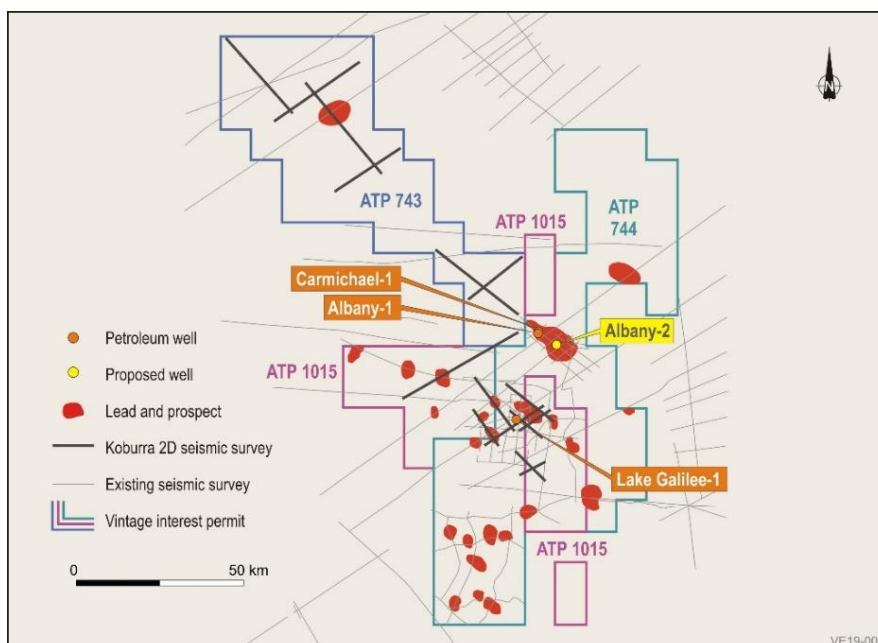 N
ATP 743
ATP 1015
ATP
744
Carmichael-1
Albany-1
Albany-2
ATP 1015
Lake Galilee-1
ATP 1015
Petroleum well
Proposed well
Lead and prospect
Koburra 2D seismic survey
Existing seismic survey
Vintage interest permit
0
50 km